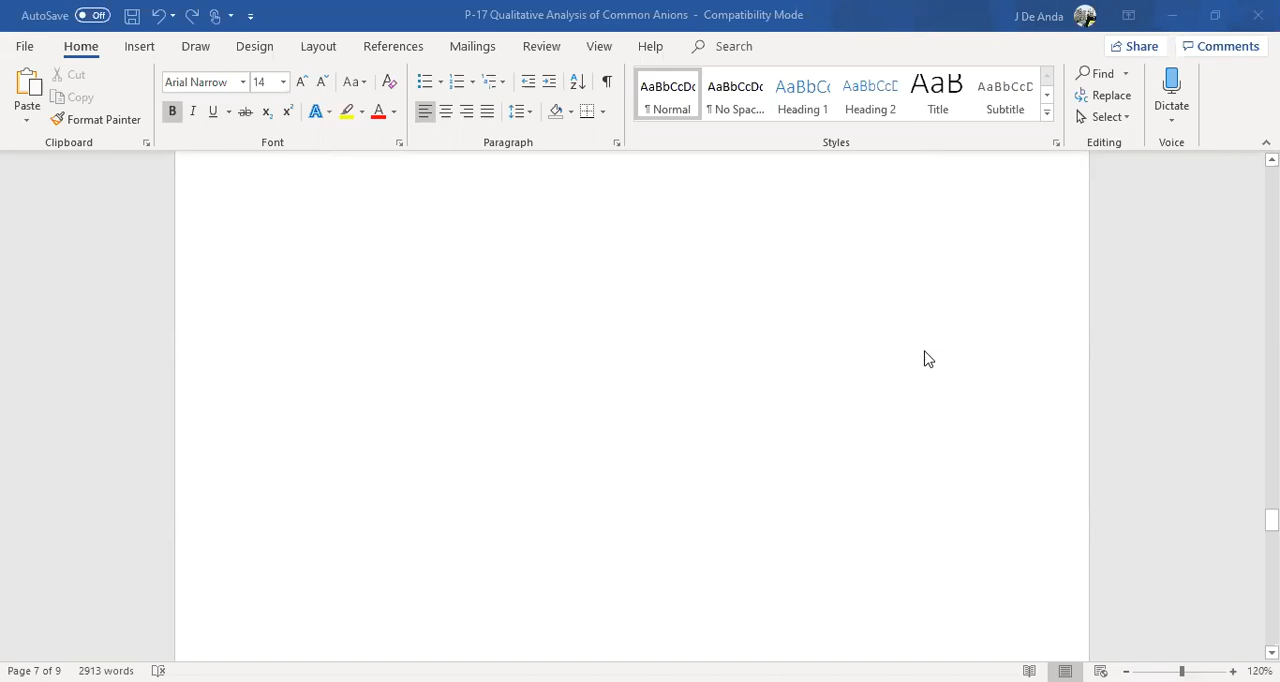 AutoSave Off P-17 Qualitative Analysis of Common Anions - Compatibility Mode J De Anda
File Home Insert Draw Design Layout References Mailings Review View Help Search Share Comments
Paste
Cut
Copy
Format Painter
Clipboard
Arial Narrow 14
Font
Paragraph
AaBbCcDc AaBbCcDc AaBbCc AaBbCcD AaB AaBbCcD
¶ Normal ¶ No Spac... Heading 1 Heading 2 Title Subtitle
Styles
Find
Replace
Select
Editing
Dictate
Voice
Page 7 of 9 2913 words 120%